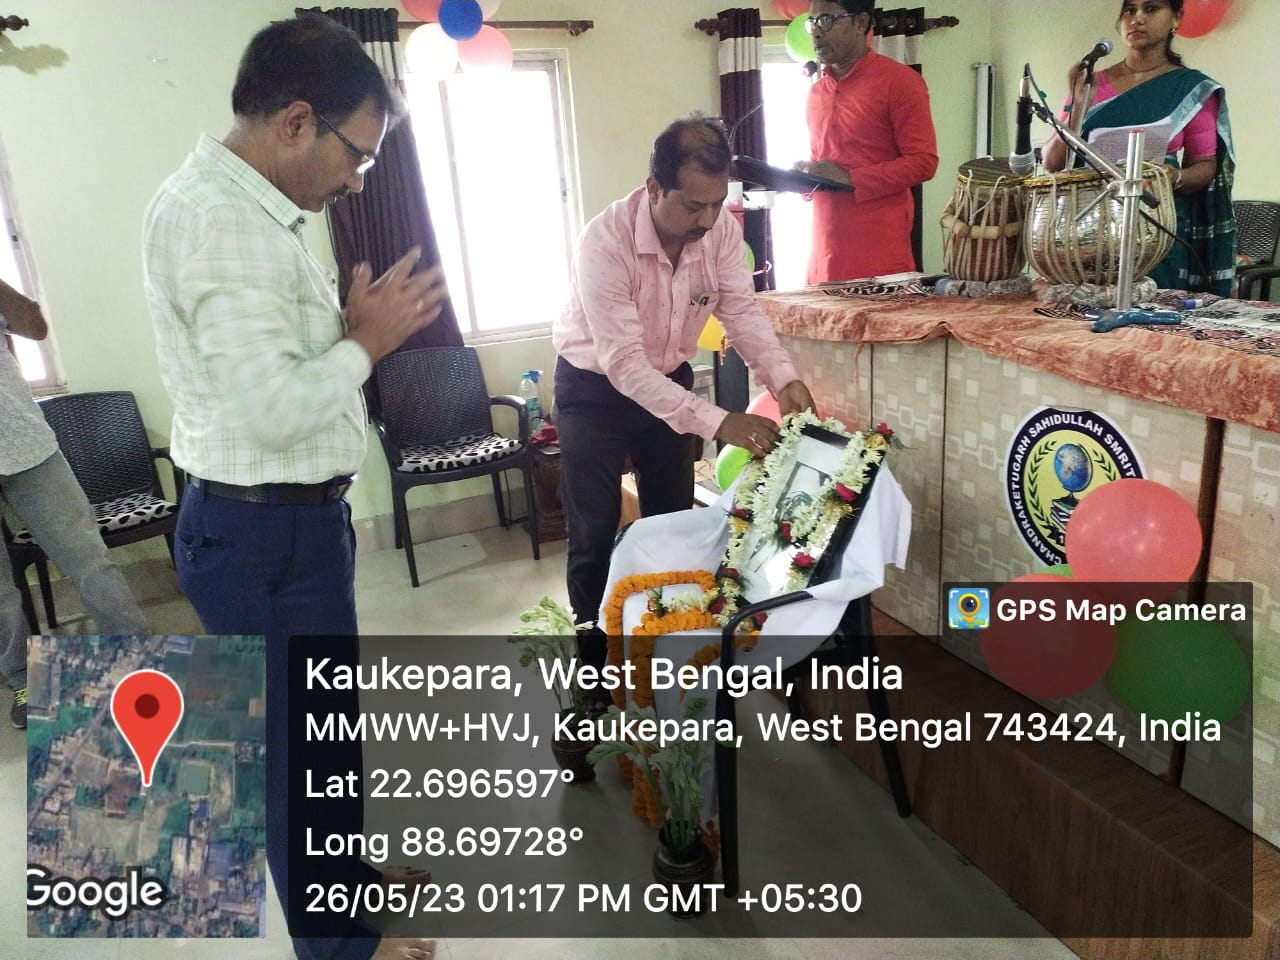 CHANDRAKETUGARH SAHIDULLAH SMRITI
GPS Map Camera
Kaukepara, West Bengal, India
MMWW+HVJ, Kaukepara, West Bengal 743424, India
Lat 22.696597°
Long 88.69728°
26/05/23 01:17 PM GMT +05:30
Google